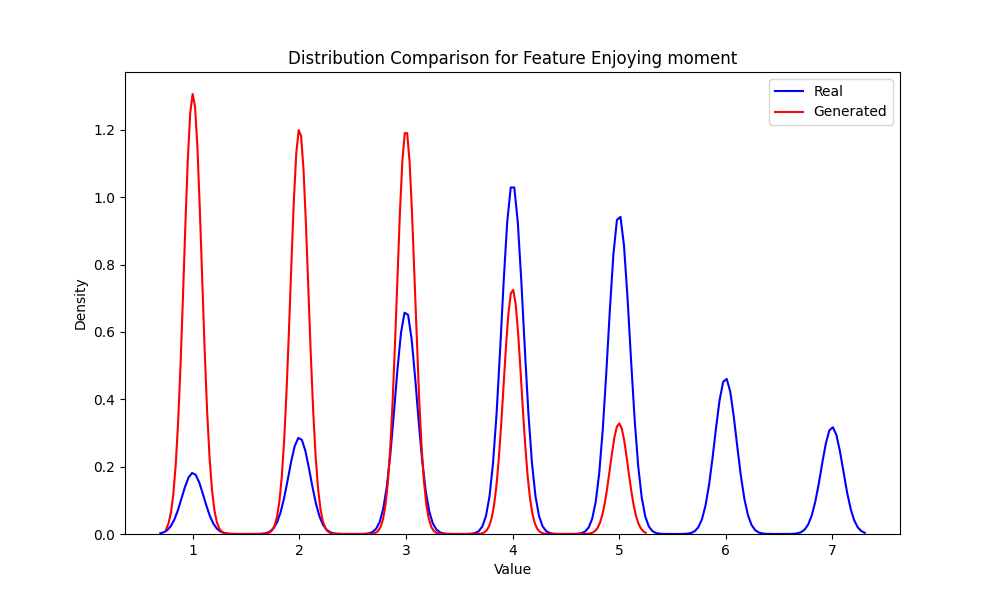 Distribution Comparison for Feature Enjoying moment
Real
Generated
Density
1.2
1.0
0.8
0.6
0.4
0.2
0.0
1 2 3 4 5 6 7
Value